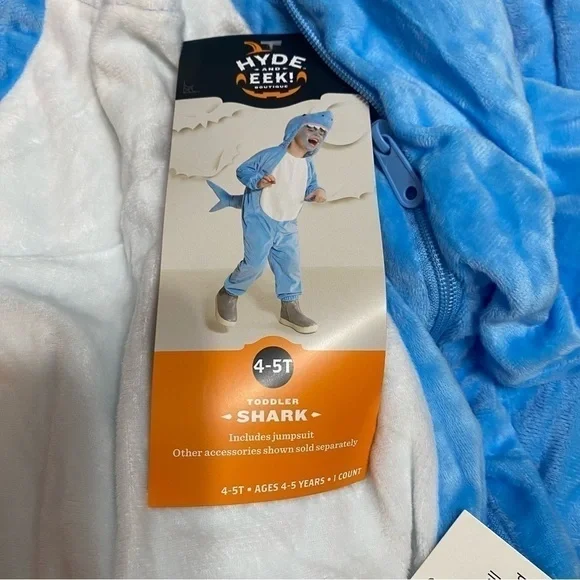 HYDE
AND
EEK!
BOUTIQUE
4-5T
TODDLER
SHARK
Includes jumpsuit
Other accessories shown sold separately
4-5T • AGES 4-5 YEARS • 1 COUNT